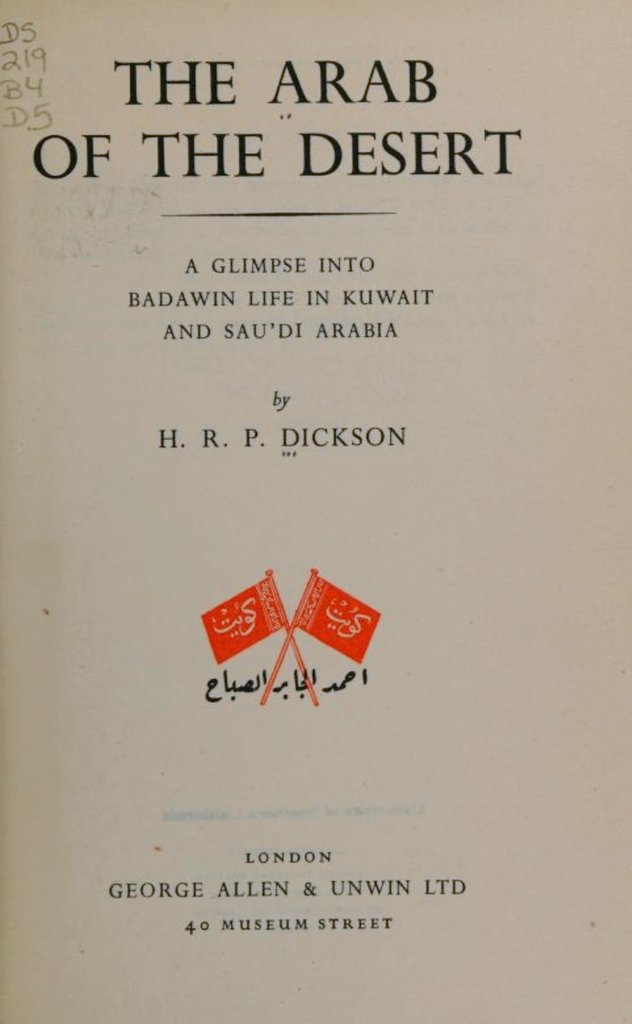 DS
219
B4
D5
THE ARAB
OF THE DESERT
A GLIMPSE INTO
BADAWIN LIFE IN KUWAIT
AND SAU'DI ARABIA
by
H. R. P. DICKSON
كويت
كويت
احمد الجابر الصباح
LONDON
GEORGE ALLEN & UNWIN LTD
40 MUSEUM STREET